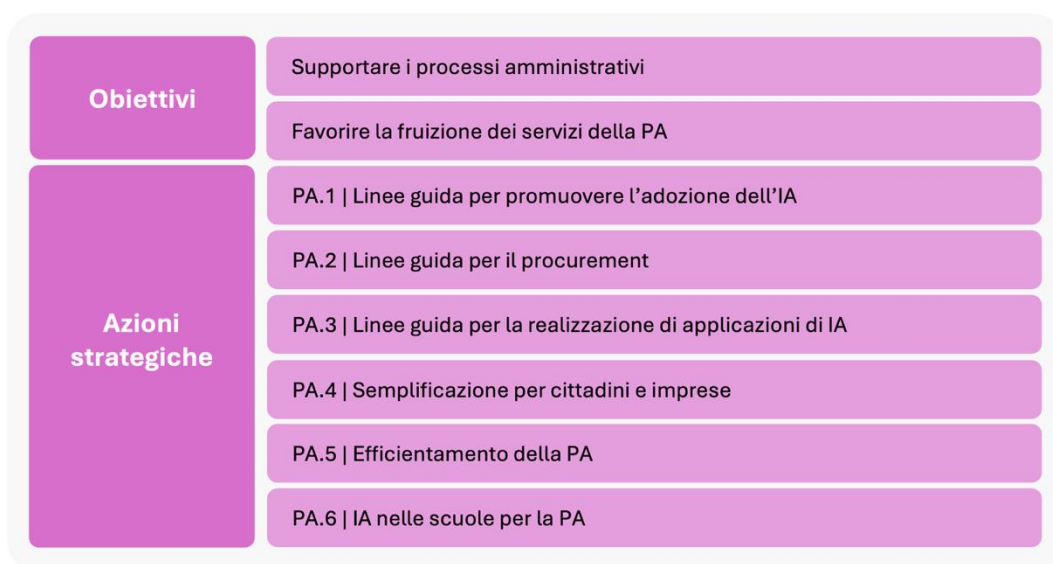 Obiettivi
Supportare i processi amministrativi
Favorire la fruizione dei servizi della PA
Azioni
strategiche
PA.1 | Linee guida per promuovere l’adozione dell’IA
PA.2 | Linee guida per il procurement
PA.3 | Linee guida per la realizzazione di applicazioni di IA
PA.4 | Semplificazione per cittadini e imprese
PA.5 | Efficientamento della PA
PA.6 | IA nelle scuole per la PA